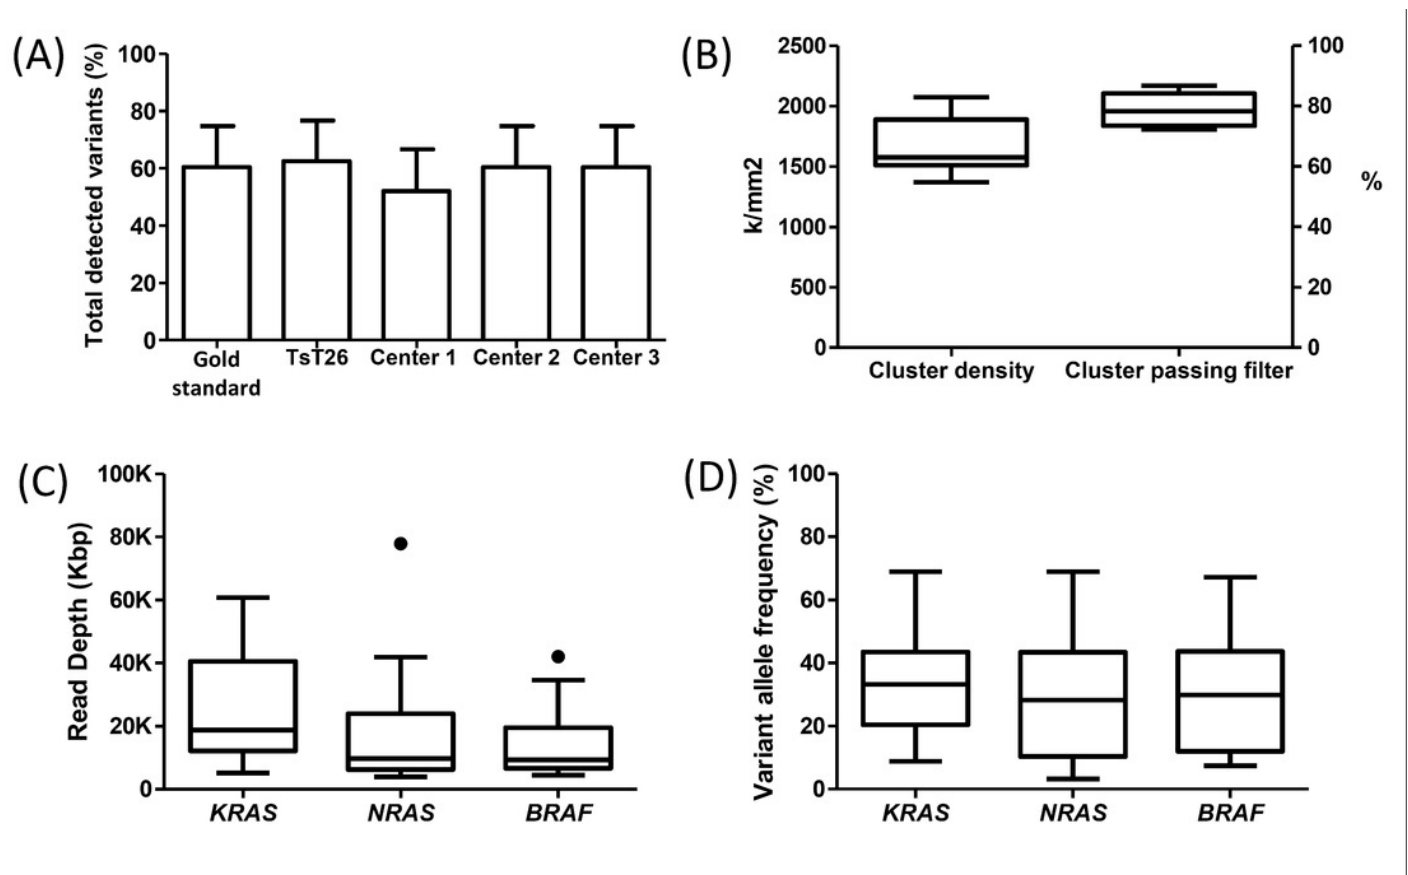 (A)
Total detected variants (%)
100
80
60
40
20
0
Gold standard
TsT26
Center 1
Center 2
Center 3
(B)
k/mm2
2500
2000
1500
1000
500
0
100
80
60
40
20
0
%
Cluster density
Cluster passing filter
(C)
Read Depth (Kbp)
100K
80K
60K
40K
20K
0
KRAS
NRAS
BRAF
(D)
Variant allele frequency (%)
100
80
60
40
20
0
KRAS
NRAS
BRAF